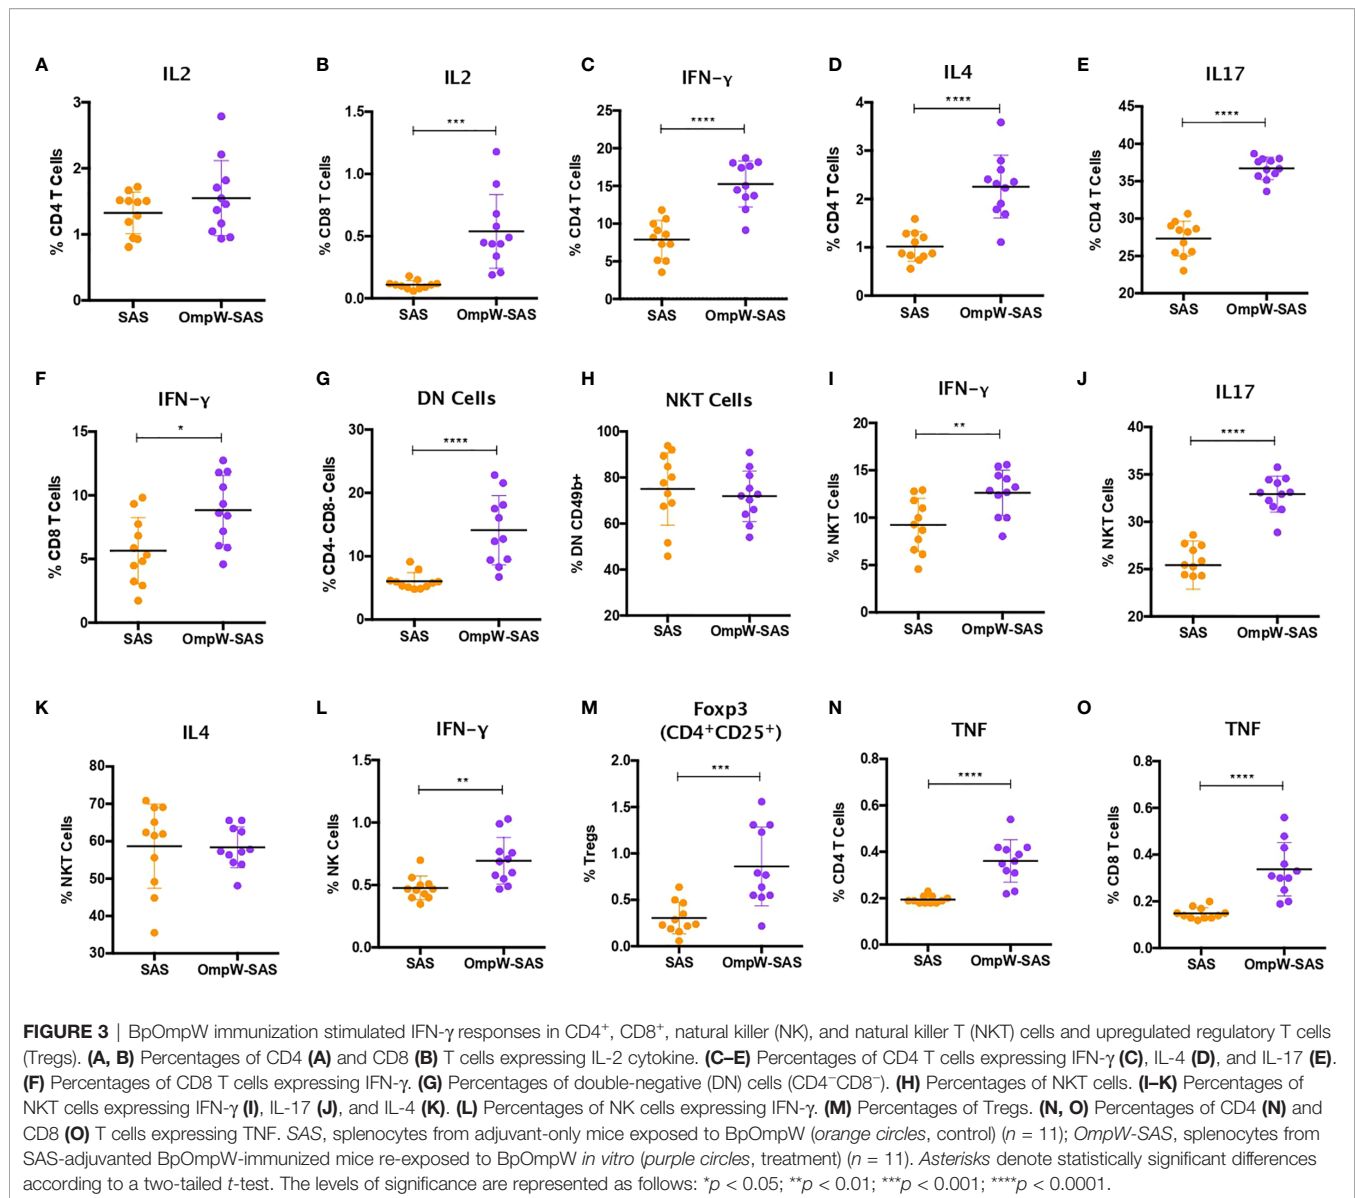 A
IL2
% CD4 T Cells
3
2
1
0
SAS
OmpW-SAS
B
IL2
% CD8 T Cells
1.5
1.0
0.5
0.0
***
SAS
OmpW-SAS
C
IFN-γ
% CD4 T Cells
25
20
15
10
5
0
****
SAS
OmpW-SAS
D
IL4
% CD4 T Cells
4
3
2
1
0
****
SAS
OmpW-SAS
E
IL17
% CD4 T Cells
45
40
35
30
25
20
****
SAS
OmpW-SAS
F
IFN-γ
% CD8 T Cells
15
10
5
0
*
SAS
OmpW-SAS
G
DN Cells
% CD4- CD8- Cells
30
20
10
0
****
SAS
OmpW-SAS
H
NKT Cells
% DN CD49b+
100
80
60
40
20
SAS
OmpW-SAS
I
IFN-γ
% NKT Cells
20
15
10
5
0
**
SAS
OmpW-SAS
J
IL17
% NKT Cells
40
35
30
25
20
****
SAS
OmpW-SAS
K
IL4
% NKT Cells
80
70
60
50
40
30
SAS
OmpW-SAS
L
IFN-γ
% NK Cells
1.5
1.0
0.5
0.0
**
SAS
OmpW-SAS
M
Foxp3
(CD4⁺CD25⁺)
% Tregs
2.0
1.5
1.0
0.5
0.0
***
SAS
OmpW-SAS
N
TNF
% CD4 T Cells
0.8
0.6
0.4
0.2
0.0
****
SAS
OmpW-SAS
O
TNF
% CD8 T Cells
0.8
0.6
0.4
0.2
0.0
****
SAS
OmpW-SAS
FIGURE 3 | BpOmpW immunization stimulated IFN-γ responses in CD4⁺, CD8⁺, natural killer (NK), and natural killer T (NKT) cells and upregulated regulatory T cells
(Tregs). (A, B) Percentages of CD4 (A) and CD8 (B) T cells expressing IL-2 cytokine. (C–E) Percentages of CD4 T cells expressing IFN-γ (C), IL-4 (D), and IL-17 (E).
(F) Percentages of CD8 T cells expressing IFN-γ. (G) Percentages of double-negative (DN) cells (CD4⁻CD8⁻). (H) Percentages of NKT cells. (I–K) Percentages of
NKT cells expressing IFN-γ (I), IL-17 (J), and IL-4 (K). (L) Percentages of NK cells expressing IFN-γ. (M) Percentages of Tregs. (N, O) Percentages of CD4 (N) and
CD8 (O) T cells expressing TNF. SAS, splenocytes from adjuvant-only mice exposed to BpOmpW (orange circles, control) (n = 11); OmpW-SAS, splenocytes from
SAS-adjuvanted BpOmpW-immunized mice re-exposed to BpOmpW in vitro (purple circles, treatment) (n = 11). Asterisks denote statistically significant differences
according to a two-tailed t-test. The levels of significance are represented as follows: *p < 0.05; **p < 0.01; ***p < 0.001; ****p < 0.0001.